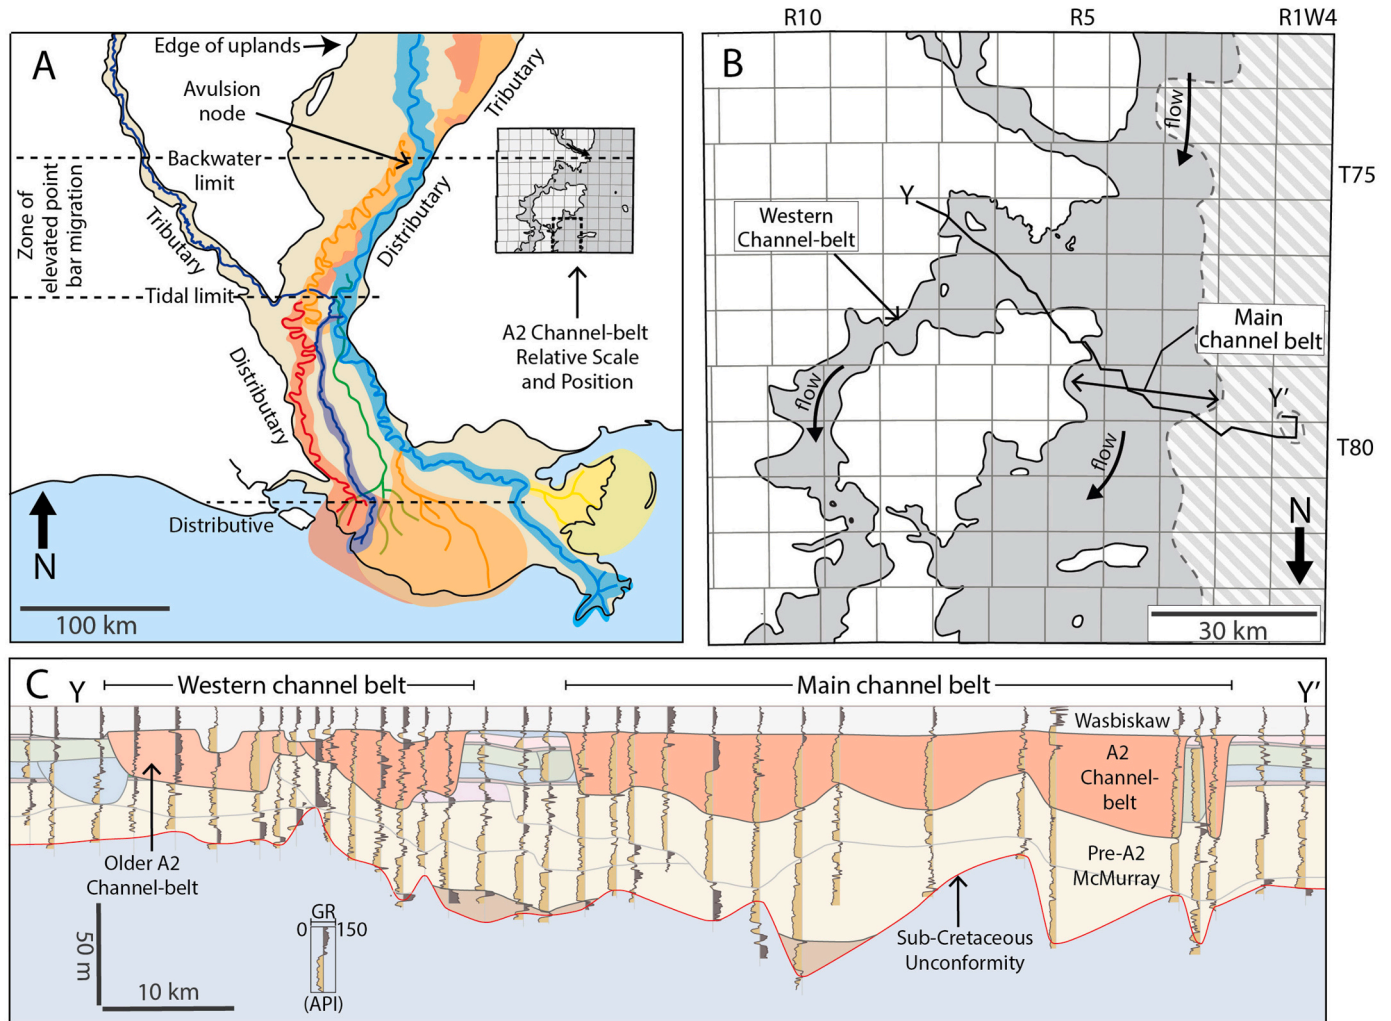 R10
R5
R1W4
A
Edge of uplands
Avulsion
node
Tributary
Backwater
limit
Zone of
elevated point
bar migration
Tributary
Distributary
Tidal limit
A2 Channel-belt
Relative Scale
and Position
Distributary
Distributive
N
100 km
B
flow
T75
Y
Western
Channel-belt
Main
channel belt
flow
Y'
flow
T80
N
30 km
C
Y
Western channel belt
Main channel belt
Y'
Wasbiskaw
A2
Channel-
belt
Older A2
Channel-belt
Pre-A2
McMurray
Sub-Cretaceous
Unconformity
50 m
10 km
GR
0
150
(API)